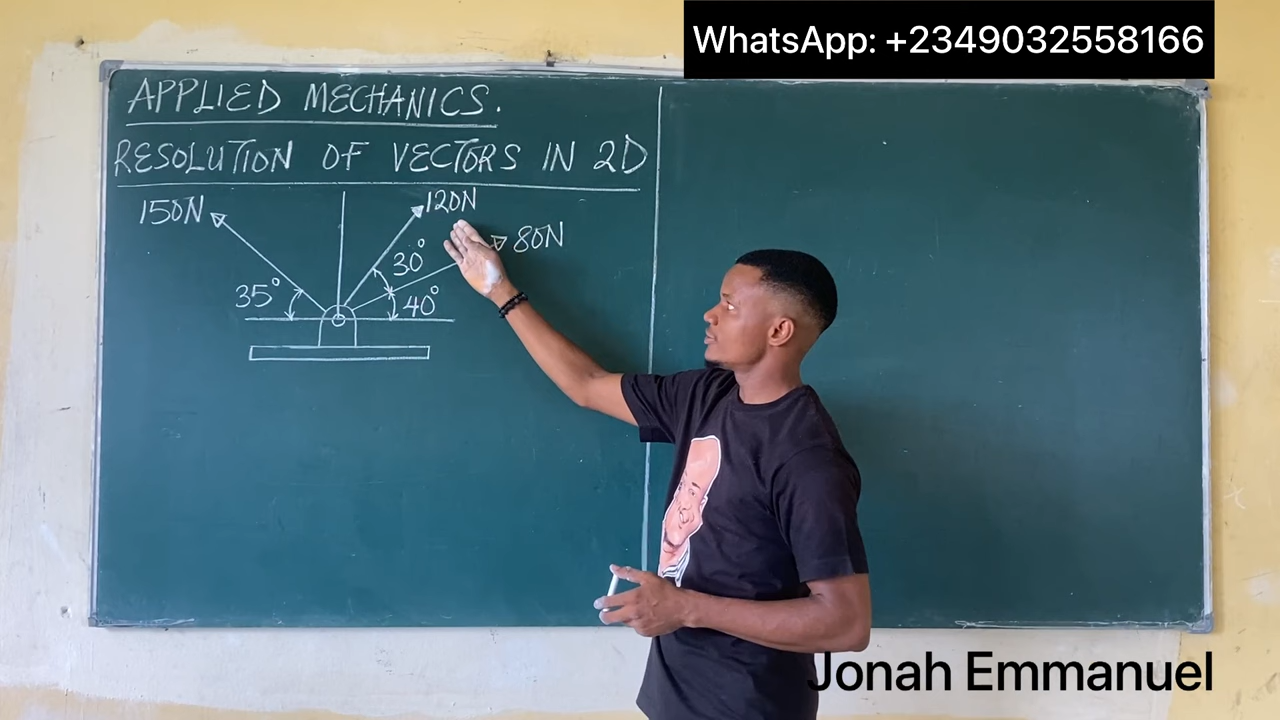 WhatsApp: +2349032558166
APPLIED MECHANICS.
RESOLUTION OF VECTORS IN 2D
150N
120N
80N
30°
35°
40°
Jonah Emmanuel